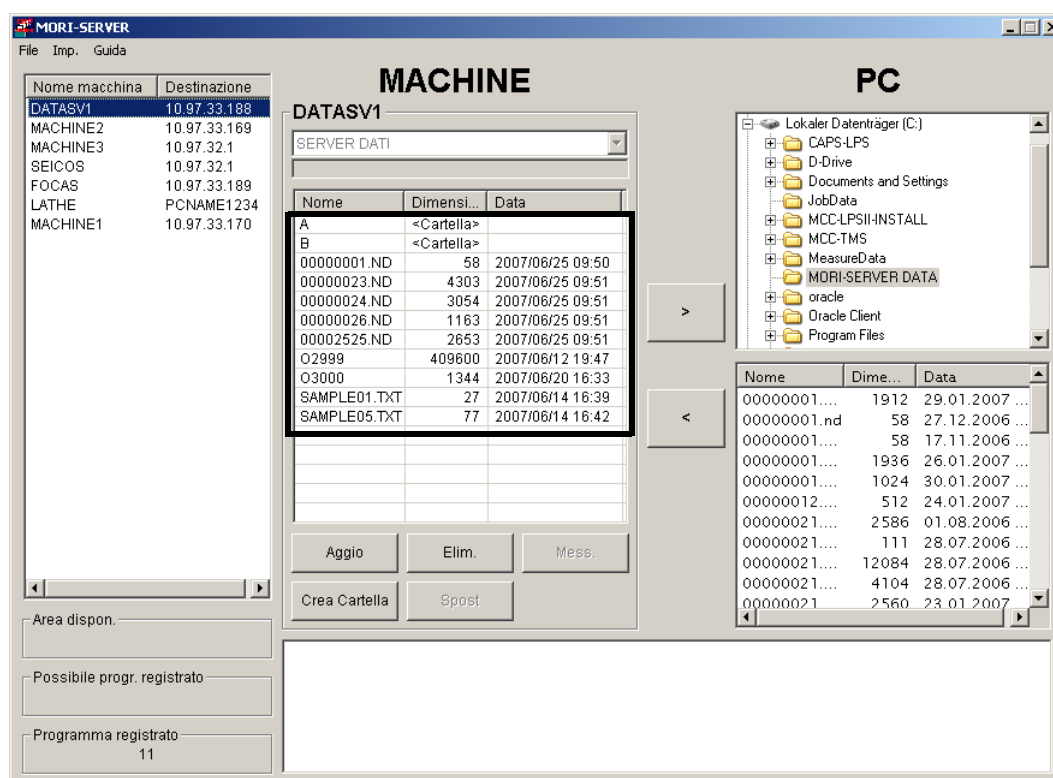 MORI-SERVER
File Imp. Guida
MACHINE
PC
Nome macchina Destinazione
DATASV1 10.97.33.188
MACHINE2 10.97.33.169
MACHINE3 10.97.32.1
SEICOS 10.97.32.1
FOCAS 10.97.33.189
LATHE PCNAME1234
MACHINE1 10.97.33.170
Area dispon.
Possibile progr. registrato
Programma registrato
11
DATASV1
SERVER DATI
Nome Dimensi... Data
A <Cartella>
B <Cartella>
00000001.ND 58 2007/06/25 09:50
00000023.ND 4303 2007/06/25 09:51
00000024.ND 3054 2007/06/25 09:51
00000026.ND 1163 2007/06/25 09:51
00002525.ND 2653 2007/06/25 09:51
O2999 409600 2007/06/12 19:47
O3000 1344 2007/06/20 16:33
SAMPLE01.TXT 27 2007/06/14 16:39
SAMPLE05.TXT 77 2007/06/14 16:42
Aggio Elim. Mess.
Crea Cartella Spost
>
<
Lokaler Datenträger (C:)
CAPS-LPS
D-Drive
Documents and Settings
JobData
MCC-LPSII-INSTALL
MCC-TMS
MeasureData
MORI-SERVER DATA
oracle
Oracle Client
Program Files
Nome Dime... Data
00000001.... 1912 29.01.2007 ...
00000001.nd 58 27.12.2006 ...
00000001.... 58 17.11.2006 ...
00000001.... 1936 26.01.2007 ...
00000001.... 1024 30.01.2007 ...
00000012.... 512 24.01.2007 ...
00000021.... 2586 01.08.2006 ...
00000021.... 111 28.07.2006 ...
00000021.... 12084 28.07.2006 ...
00000021.... 4104 28.07.2006 ...
00000021 2560 23.01.2007